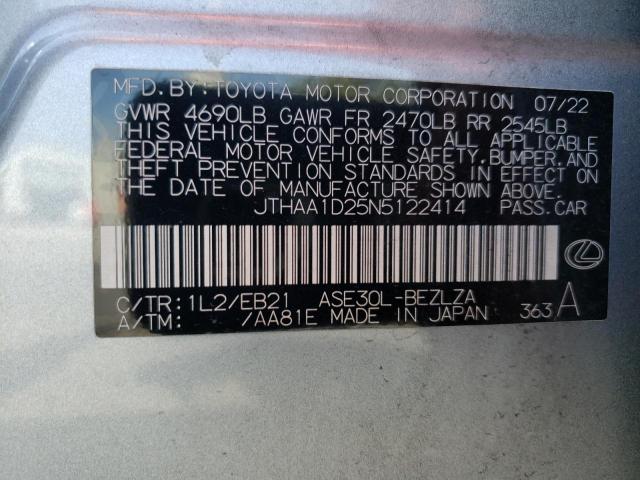 MFD. BY: TOYOTA MOTOR CORPORATION 07/22
GVWR 4690LB GAWR FR 2470LB RR 2545LB
THIS VEHICLE CONFORMS TO ALL APPLICABLE
FEDERAL MOTOR VEHICLE SAFETY, BUMPER, AND
THEFT PREVENTION STANDARDS IN EFFECT ON
THE DATE OF MANUFACTURE SHOWN ABOVE.
JTHAA1D25N5122414 PASS. CAR
C/TR: 1L2/EB21 ASE30L-BEZLZA
A/TM: /AA81E MADE IN JAPAN 363 A